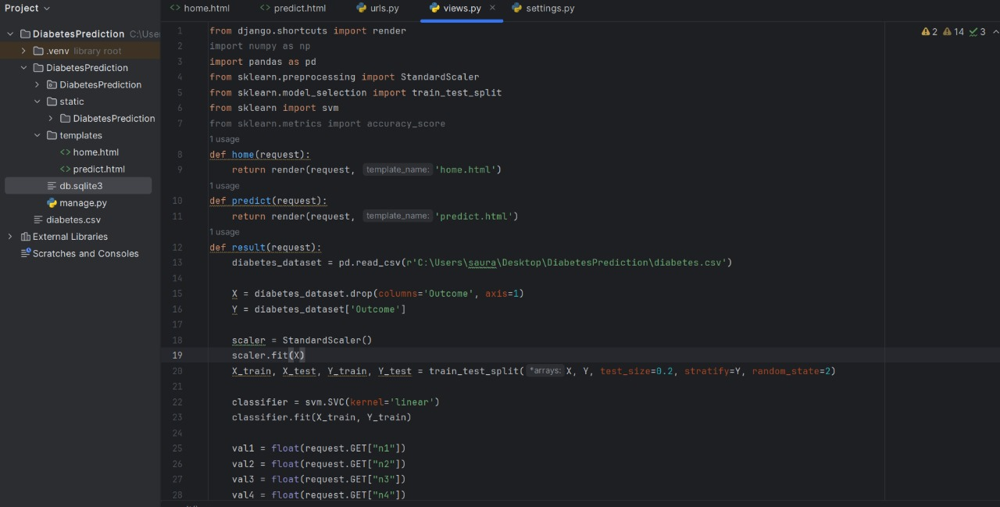 Project
home.html predict.html urls.py views.py settings.py
DiabetesPrediction C:\User
.venv library root
DiabetesPrediction
DiabetesPrediction
static
DiabetesPrediction
templates
home.html
predict.html
db.sqlite3
manage.py
diabetes.csv
External Libraries
Scratches and Consoles
2 14 3
1 from django.shortcuts import render
2 import numpy as np
3 import pandas as pd
4 from sklearn.preprocessing import StandardScaler
5 from sklearn.model_selection import train_test_split
6 from sklearn import svm
7 from sklearn.metrics import accuracy_score
1 usage
8 def home(request):
9     return render(request, template_name: 'home.html')
1 usage
10 def predict(request):
11     return render(request, template_name: 'predict.html')
1 usage
12 def result(request):
13     diabetes_dataset = pd.read_csv(r'C:\Users\saura\Desktop\DiabetesPrediction\diabetes.csv')
14
15     X = diabetes_dataset.drop(columns='Outcome', axis=1)
16     Y = diabetes_dataset['Outcome']
17
18     scaler = StandardScaler()
19     scaler.fit(X)
20     X_train, X_test, Y_train, Y_test = train_test_split( *arrays: X, Y, test_size=0.2, stratify=Y, random_state=2)
21
22     classifier = svm.SVC(kernel='linear')
23     classifier.fit(X_train, Y_train)
24
25     val1 = float(request.GET["n1"])
26     val2 = float(request.GET["n2"])
27     val3 = float(request.GET["n3"])
28     val4 = float(request.GET["n4"])